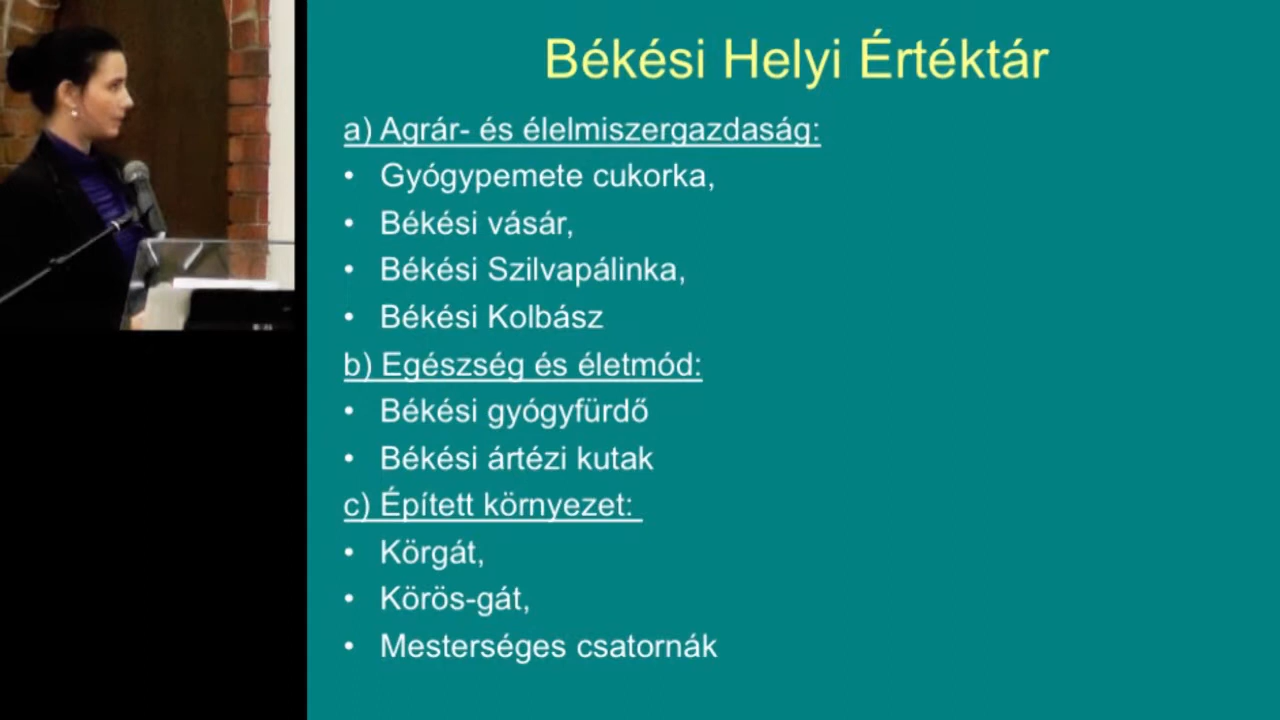 Békési Helyi Értéktár
a) Agrár- és élelmiszergazdaság:
• Gyógypemete cukorka,
• Békési vásár,
• Békési Szilvapálinka,
• Békési Kolbász
b) Egészség és életmód:
• Békési gyógyfürdő
• Békési ártézi kutak
c) Épített környezet:
• Körgát,
• Körös-gát,
• Mesterséges csatornák